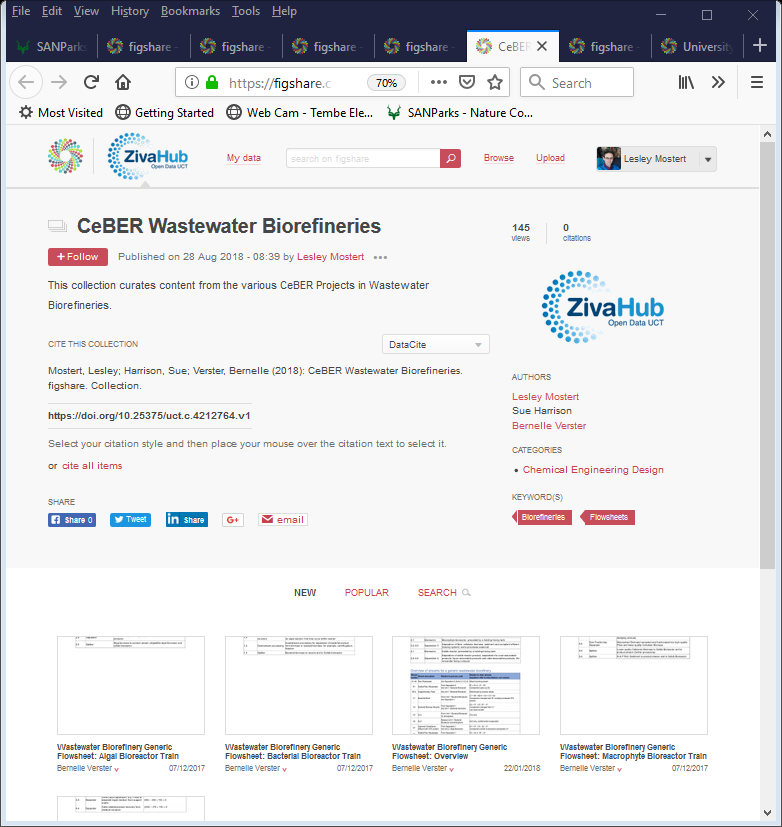 File Edit View History Bookmarks Tools Help
SANParks figshare - figshare - figshare - figshare - CeBER figshare - University
https://figshare.c 70% Search
Most Visited Getting Started Web Cam - Tembe Ele... SANParks - Nature Co...
ZivaHub
Open Data UCT
My data search on figshare Browse Upload Lesley Mostert
CeBER Wastewater Biorefineries
145 0
views citations
+ Follow Published on 28 Aug 2018 - 08:39 by Lesley Mostert
This collection curates content from the various CeBER Projects in Wastewater
Biorefineries.
ZivaHub
Open Data UCT
CITE THIS COLLECTION DataCite
Mostert, Lesley; Harrison, Sue; Verster, Bernelle (2018): CeBER Wastewater Biorefineries.
figshare. Collection.
https://doi.org/10.25375/uct.c.4212764.v1
Select your citation style and then place your mouse over the citation text to select it.
or cite all items
AUTHORS
Lesley Mostert
Sue Harrison
Bernelle Verster
CATEGORIES
• Chemical Engineering Design
KEYWORD(S)
Biorefineries Flowsheets
SHARE
Share 0 Tweet in Share G+ email
NEW POPULAR SEARCH
Wastewater Biorefinery Generic
Flowsheet: Algal Bioreactor Train
Bernelle Verster 07/12/2017
Wastewater Biorefinery Generic
Flowsheet: Bacterial Bioreactor Train
Bernelle Verster 07/12/2017
Wastewater Biorefinery Generic
Flowsheet: Overview
Bernelle Verster 22/01/2018
Wastewater Biorefinery Generic
Flowsheet: Macrophyte Bioreactor Train
Bernelle Verster 07/12/2017